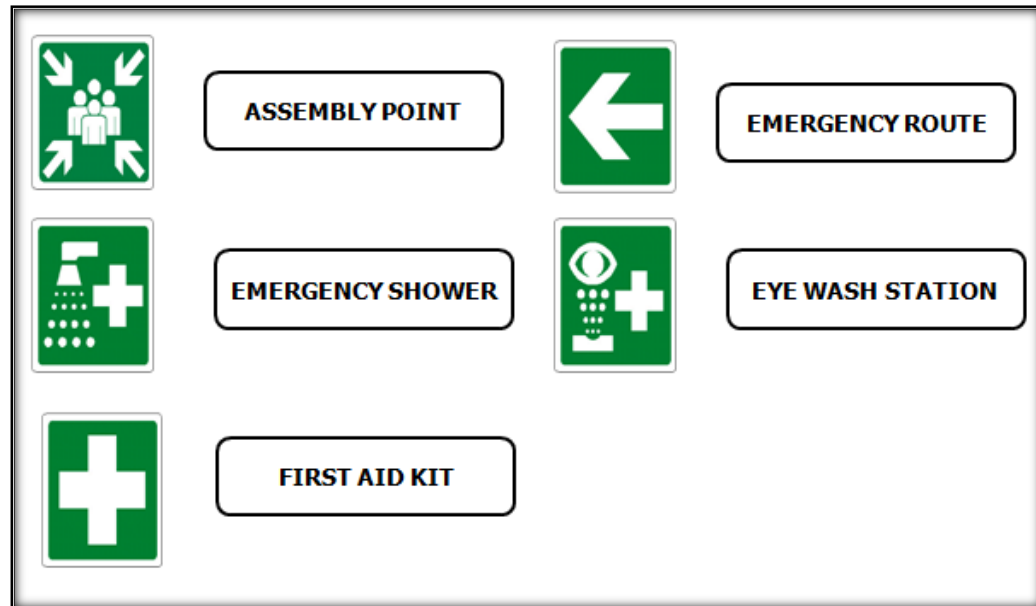 ASSEMBLY POINT
EMERGENCY ROUTE
EMERGENCY SHOWER
EYE WASH STATION
FIRST AID KIT